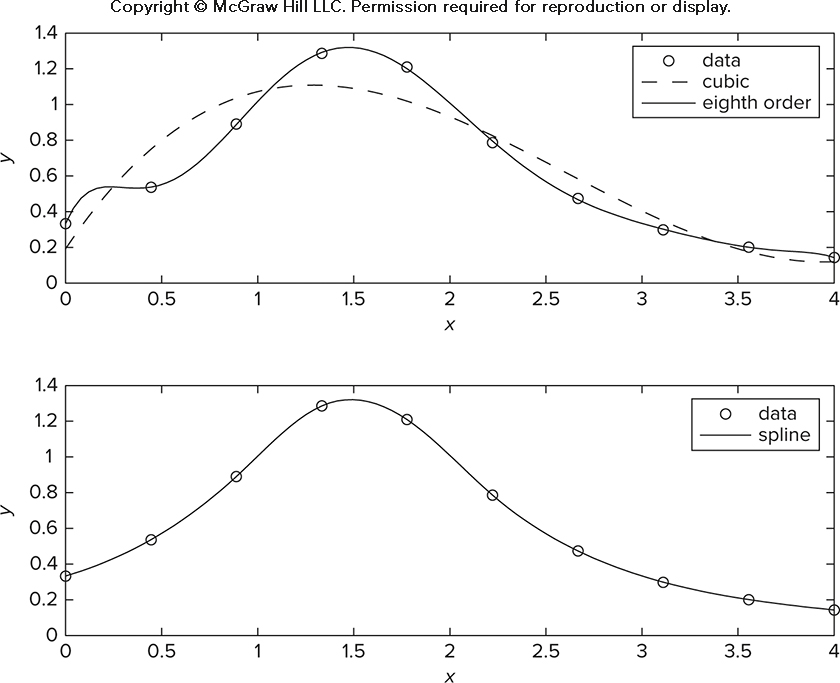 Copyright © McGraw Hill LLC. Permission required for reproduction or display.
1.4
1.2
1
0.8
0.6
0.4
0.2
0
y
0 0.5 1 1.5 2 2.5 3 3.5 4
x
data
cubic
eighth order
1.4
1.2
1
0.8
0.6
0.4
0.2
0
y
0 0.5 1 1.5 2 2.5 3 3.5 4
x
data
spline